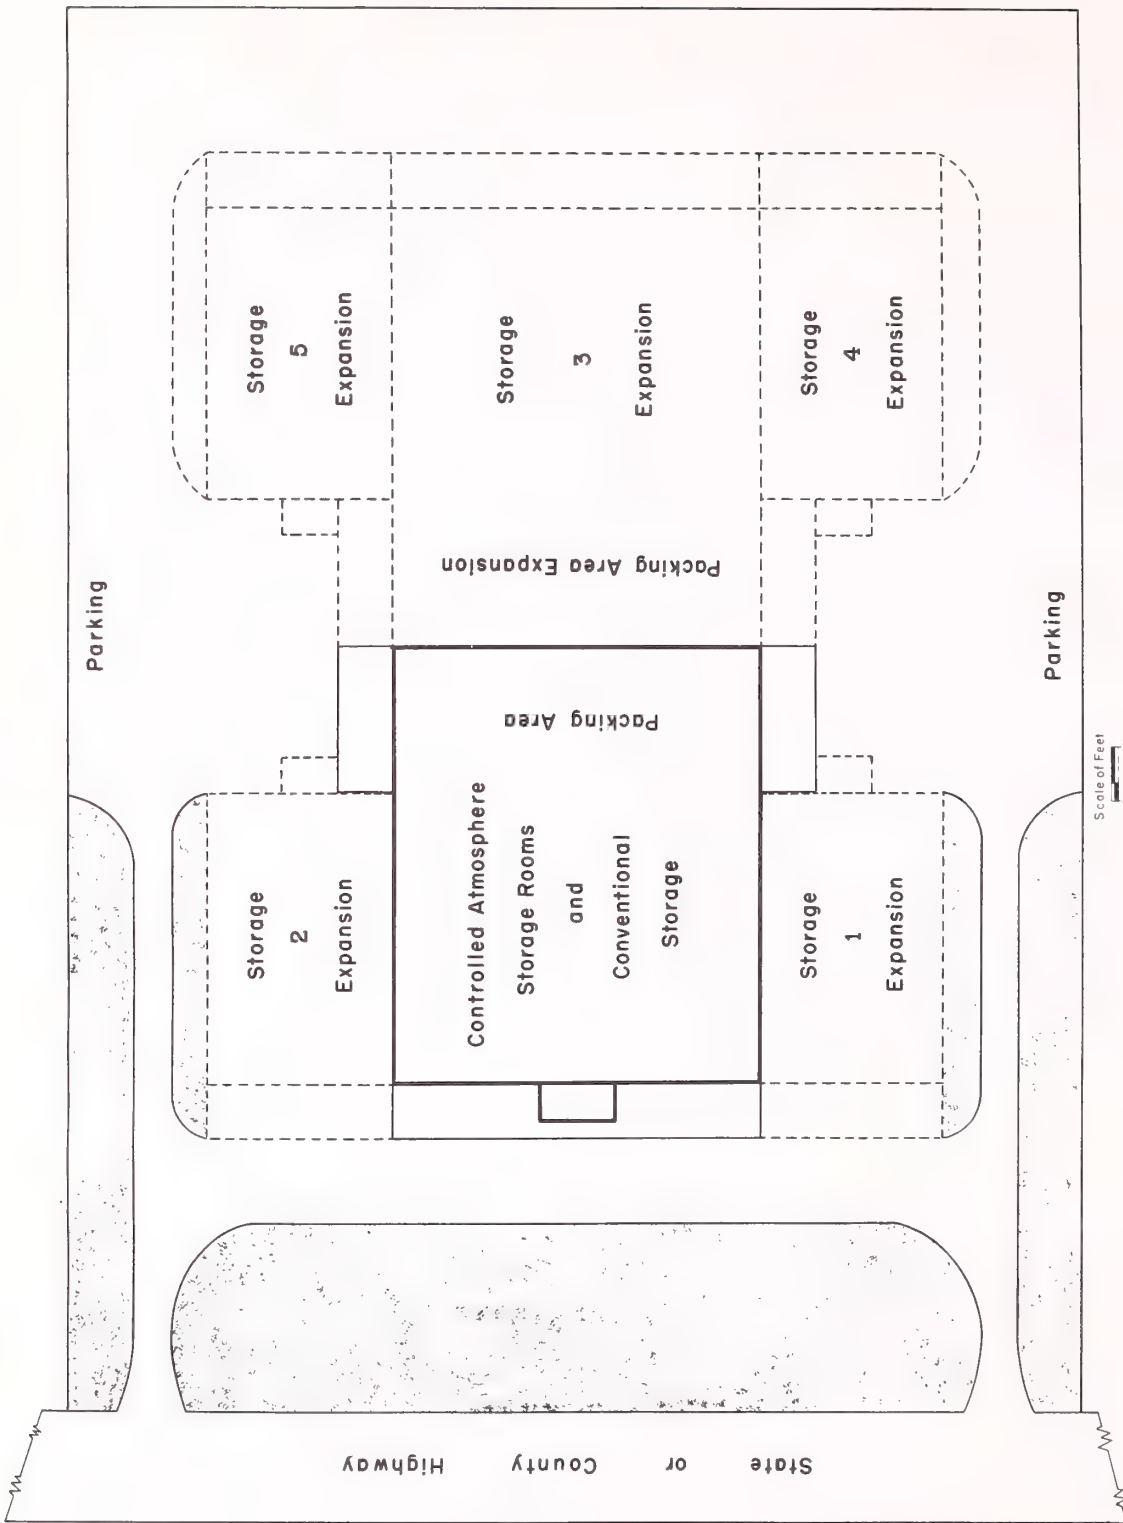 Parking
Storage
5
Expansion
Storage
3
Expansion
Storage
4
Expansion
Packing Area Expansion
Parking
Packing Area
Storage
2
Expansion
Controlled Atmosphere
Storage Rooms
and
Conventional
Storage
Storage
1
Expansion
State or County Highway
Scale of Feet